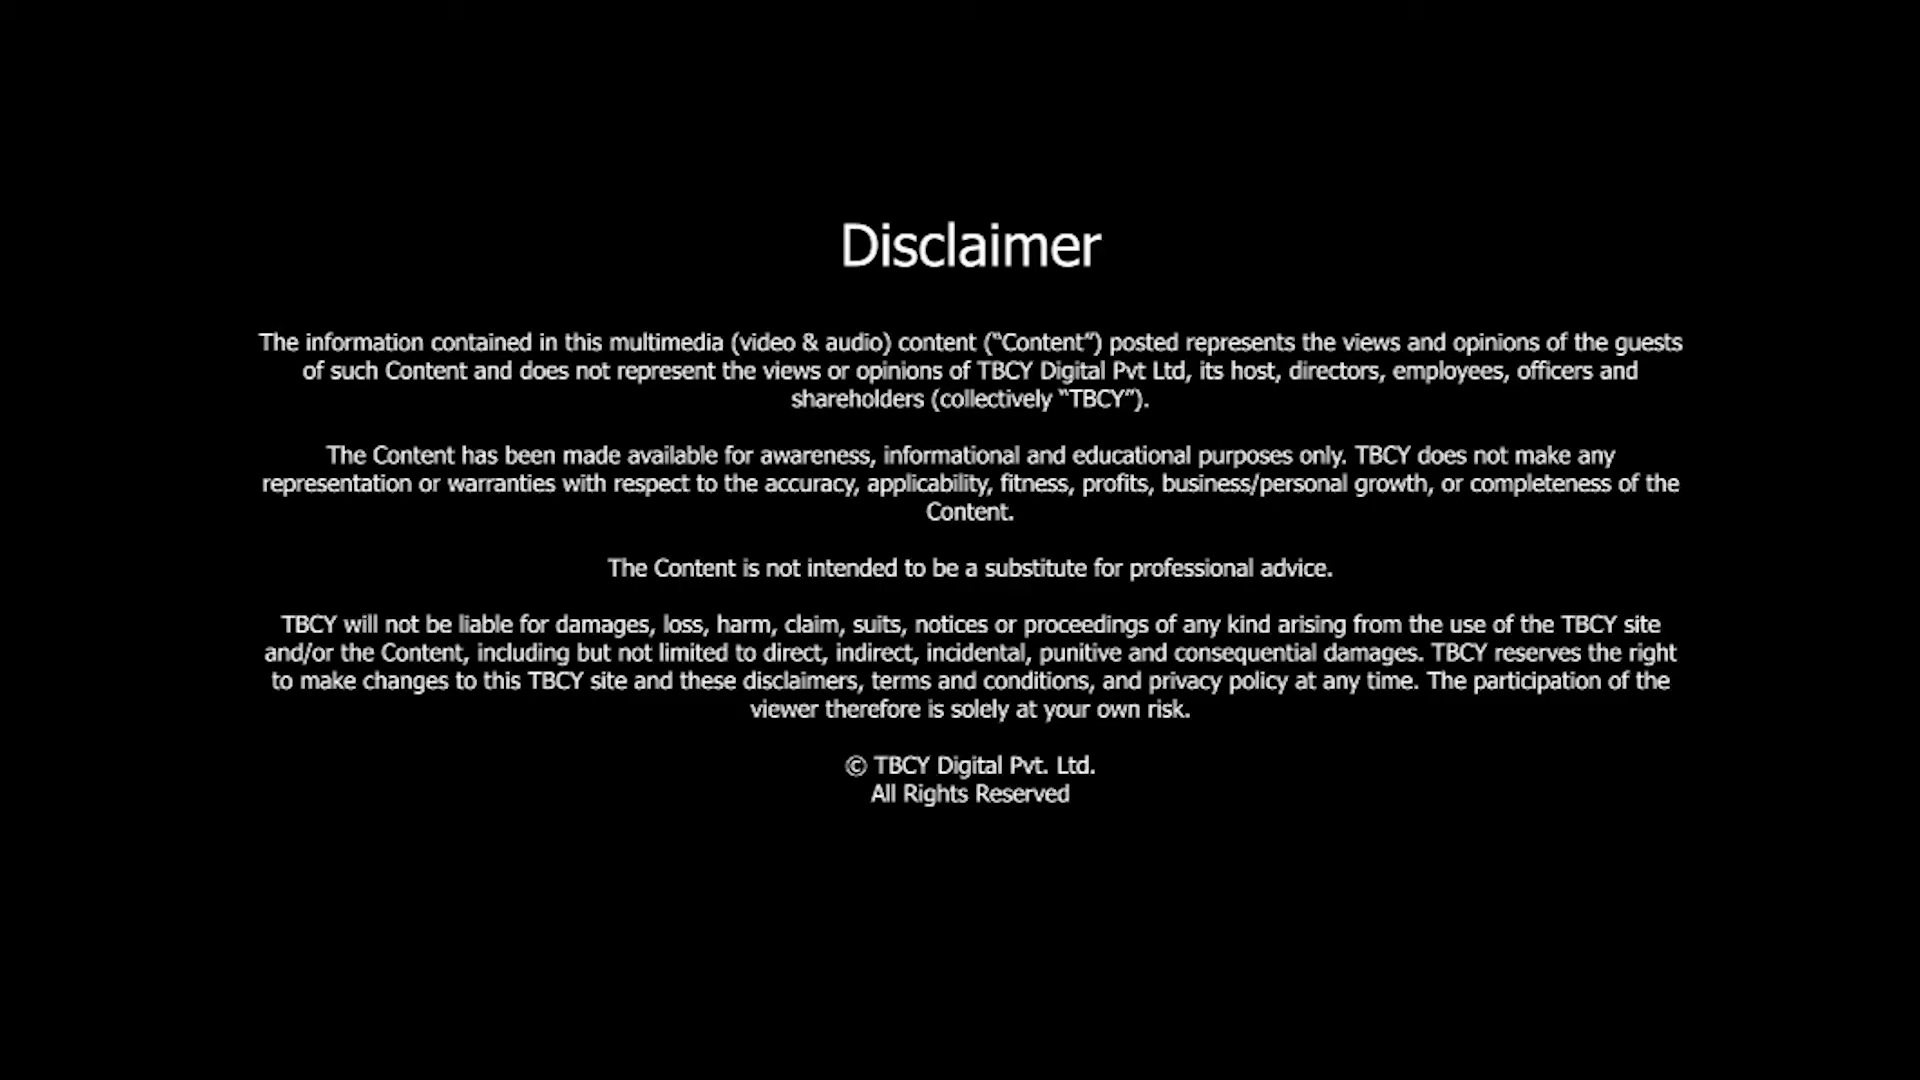 Disclaimer
The information contained in this multimedia (video & audio) content (“Content”) posted represents the views and opinions of the guests
of such Content and does not represent the views or opinions of TBCY Digital Pvt Ltd, its host, directors, employees, officers and
shareholders (collectively “TBCY”).
The Content has been made available for awareness, informational and educational purposes only. TBCY does not make any
representation or warranties with respect to the accuracy, applicability, fitness, profits, business/personal growth, or completeness of the
Content.
The Content is not intended to be a substitute for professional advice.
TBCY will not be liable for damages, loss, harm, claim, suits, notices or proceedings of any kind arising from the use of the TBCY site
and/or the Content, including but not limited to direct, indirect, incidental, punitive and consequential damages. TBCY reserves the right
to make changes to this TBCY site and these disclaimers, terms and conditions, and privacy policy at any time. The participation of the
viewer therefore is solely at your own risk.
© TBCY Digital Pvt. Ltd.
All Rights Reserved